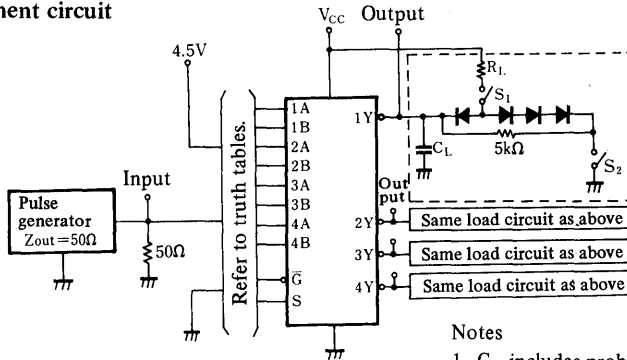 nent circuit
VCC Output
4.5V
RL
S1
1A
1B
2A
2B
3A
3B
4A
4B
G̅
S
1Y
2Y
3Y
4Y
CL
5kΩ
S2
Out
put
Input
Pulse
generator
Zout=50Ω
50Ω
Refer to truth tables.
Same load circuit as above
Same load circuit as above
Same load circuit as above
Notes